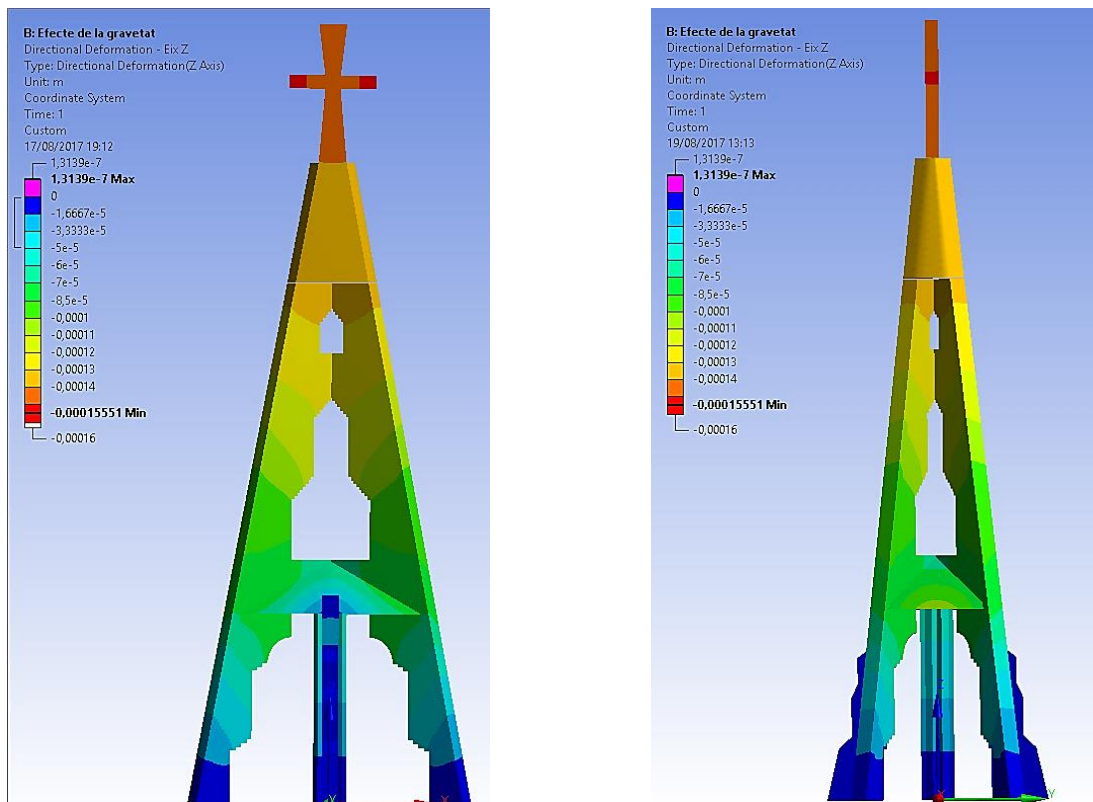 B: Efecte de la gravetat
Directional Deformation - Eix Z
Type: Directional Deformation(Z Axis)
Unit: m
Coordinate System
Time: 1
Custom
17/08/2017 19:12
1,3139e-7
1,3139e-7 Max
0
-1,6667e-5
-3,3333e-5
-5e-5
-6e-5
-7e-5
-8,5e-5
-0,0001
-0,00011
-0,00012
-0,00013
-0,00014
-0,00015551 Min
-0,00016
Y
X
B: Efecte de la gravetat
Directional Deformation - Eix Z
Type: Directional Deformation(Z Axis)
Unit: m
Coordinate System
Time: 1
Custom
19/08/2017 13:13
1,3139e-7
1,3139e-7 Max
0
-1,6667e-5
-3,3333e-5
-5e-5
-6e-5
-7e-5
-8,5e-5
-0,0001
-0,00011
-0,00012
-0,00013
-0,00014
-0,00015551 Min
-0,00016
Z
X
Y